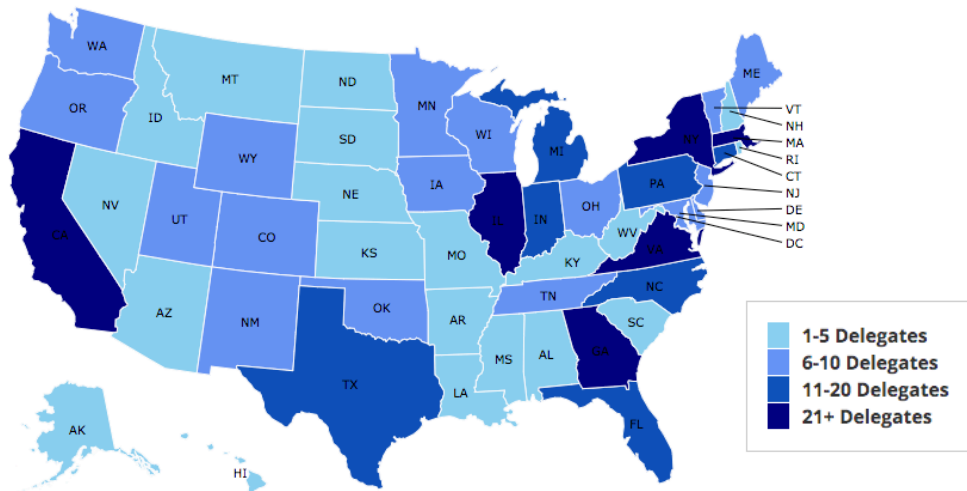 WA
OR
ID
MT
ND
SD
MN
WI
MI
ME
VT
NH
MA
RI
CT
NJ
DE
MD
DC
NY
PA
WY
NE
IA
IL
IN
OH
CA
NV
UT
CO
KS
MO
KY
WV
VA
AZ
NM
OK
AR
TN
NC
SC
TX
LA
MS
AL
GA
FL
AK
HI
1-5 Delegates
6-10 Delegates
11-20 Delegates
21+ Delegates